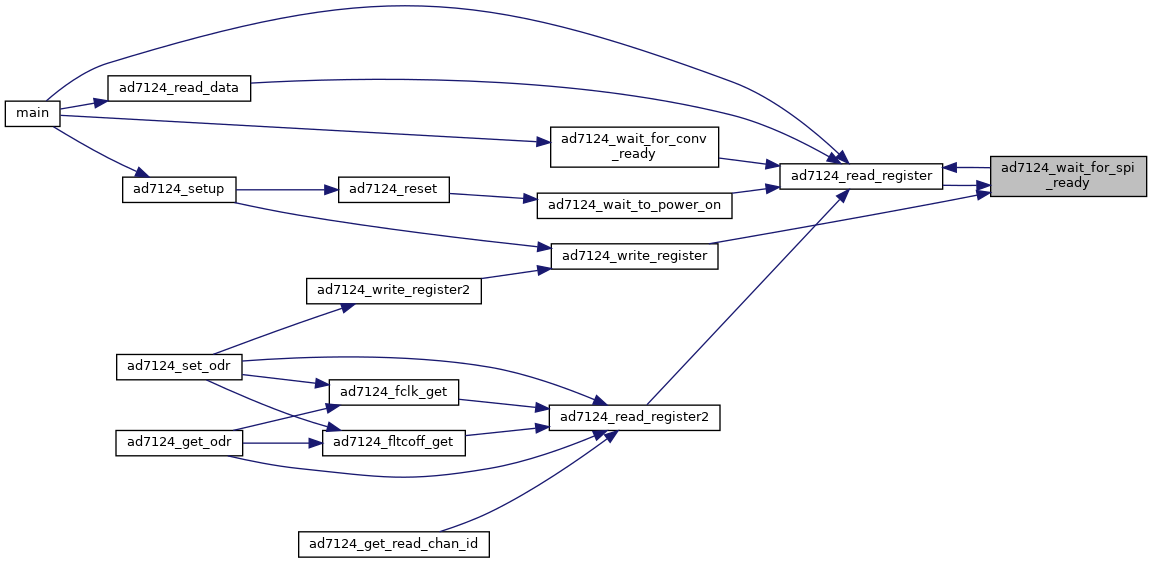 ad7124_read_data
main
ad7124_wait_for_conv
_ready
ad7124_wait_for_spi
_ready
ad7124_read_register
ad7124_setup
ad7124_reset
ad7124_wait_to_power_on
ad7124_write_register
ad7124_write_register2
ad7124_set_odr
ad7124_fclk_get
ad7124_read_register2
ad7124_get_odr
ad7124_fltcoff_get
ad7124_get_read_chan_id